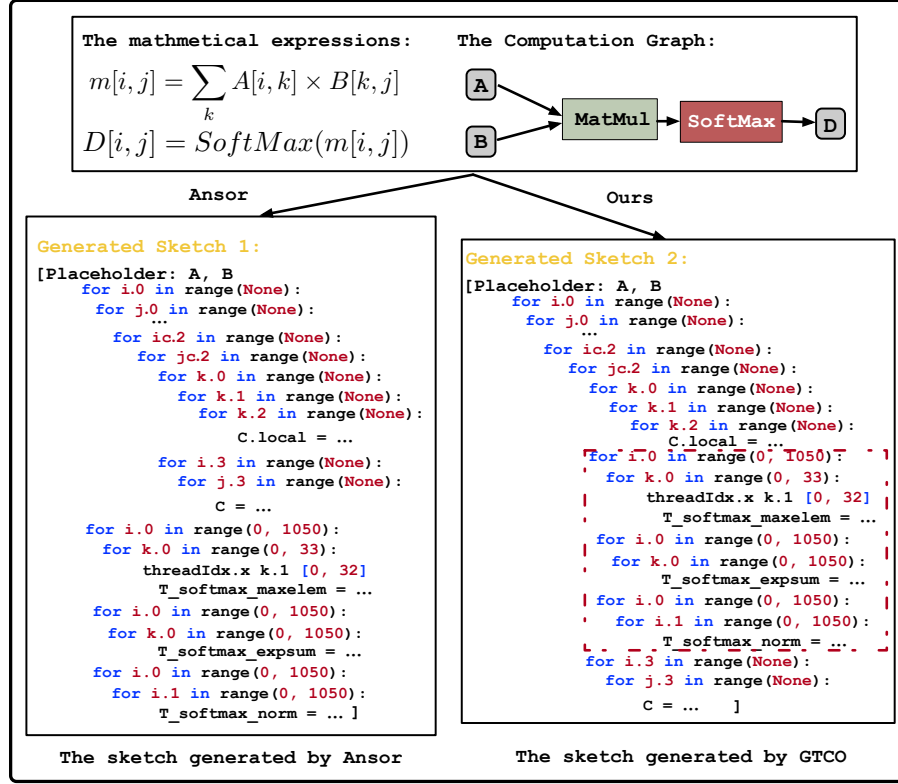 The mathmetical expressions:
m[i, j] = ∑ A[i, k] × B[k, j]
k
D[i, j] = SoftMax(m[i, j])
The Computation Graph:
A
B
MatMul
SoftMax
D
Ansor
Ours
Generated Sketch 1:
[Placeholder: A, B
for i.0 in range(None):
for j.0 in range(None):
...
for ic.2 in range(None):
for jc.2 in range(None):
for k.0 in range(None):
for k.1 in range(None):
for k.2 in range(None):
C.local = ...
for i.3 in range(None):
for j.3 in range(None):
C = ...
for i.0 in range(0, 1050):
for k.0 in range(0, 33):
threadIdx.x k.1 [0, 32]
T_softmax_maxelem = ...
for i.0 in range(0, 1050):
for k.0 in range(0, 1050):
T_softmax_expsum = ...
for i.0 in range(0, 1050):
for i.1 in range(0, 1050):
T_softmax_norm = ... ]
The sketch generated by Ansor
Generated Sketch 2:
[Placeholder: A, B
for i.0 in range(None):
for j.0 in range(None):
...
for ic.2 in range(None):
for jc.2 in range(None):
for k.0 in range(None):
for k.1 in range(None):
for k.2 in range(None):
C.local = ...
for i.0 in range(0, 1050):
for k.0 in range(0, 33):
threadIdx.x k.1 [0, 32]
T_softmax_maxelem = ...
for i.0 in range(0, 1050):
for k.0 in range(0, 1050):
T_softmax_expsum = ...
for i.0 in range(0, 1050):
for i.1 in range(0, 1050):
T_softmax_norm = ...
for i.3 in range(None):
for j.3 in range(None):
C = ... ]
The sketch generated by GTCO